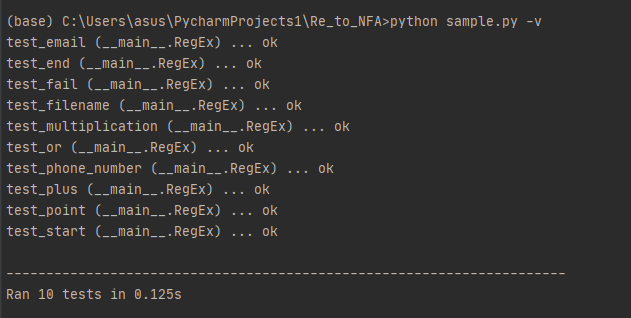 (base) C:\Users\asus\PycharmProjects1\Re_to_NFA>python sample.py -v
test_email (__main__.RegEx) ... ok
test_end (__main__.RegEx) ... ok
test_fail (__main__.RegEx) ... ok
test_filename (__main__.RegEx) ... ok
test_multiplication (__main__.RegEx) ... ok
test_or (__main__.RegEx) ... ok
test_phone_number (__main__.RegEx) ... ok
test_plus (__main__.RegEx) ... ok
test_point (__main__.RegEx) ... ok
test_start (__main__.RegEx) ... ok
----------------------------------------------------------------------
Ran 10 tests in 0.125s